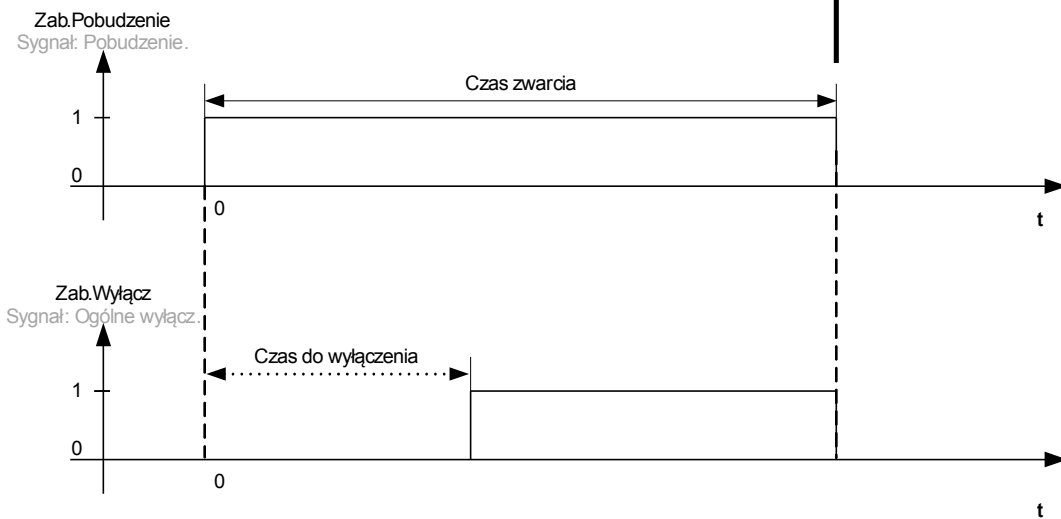 Zab.Pobudzenie
Sygnał: Pobudzenie.
Czas zwarcia
1
0
0
t
Zab.Wyłącz
Sygnał: Ogólne wyłącz.
Czas do wyłączenia
1
0
0
t